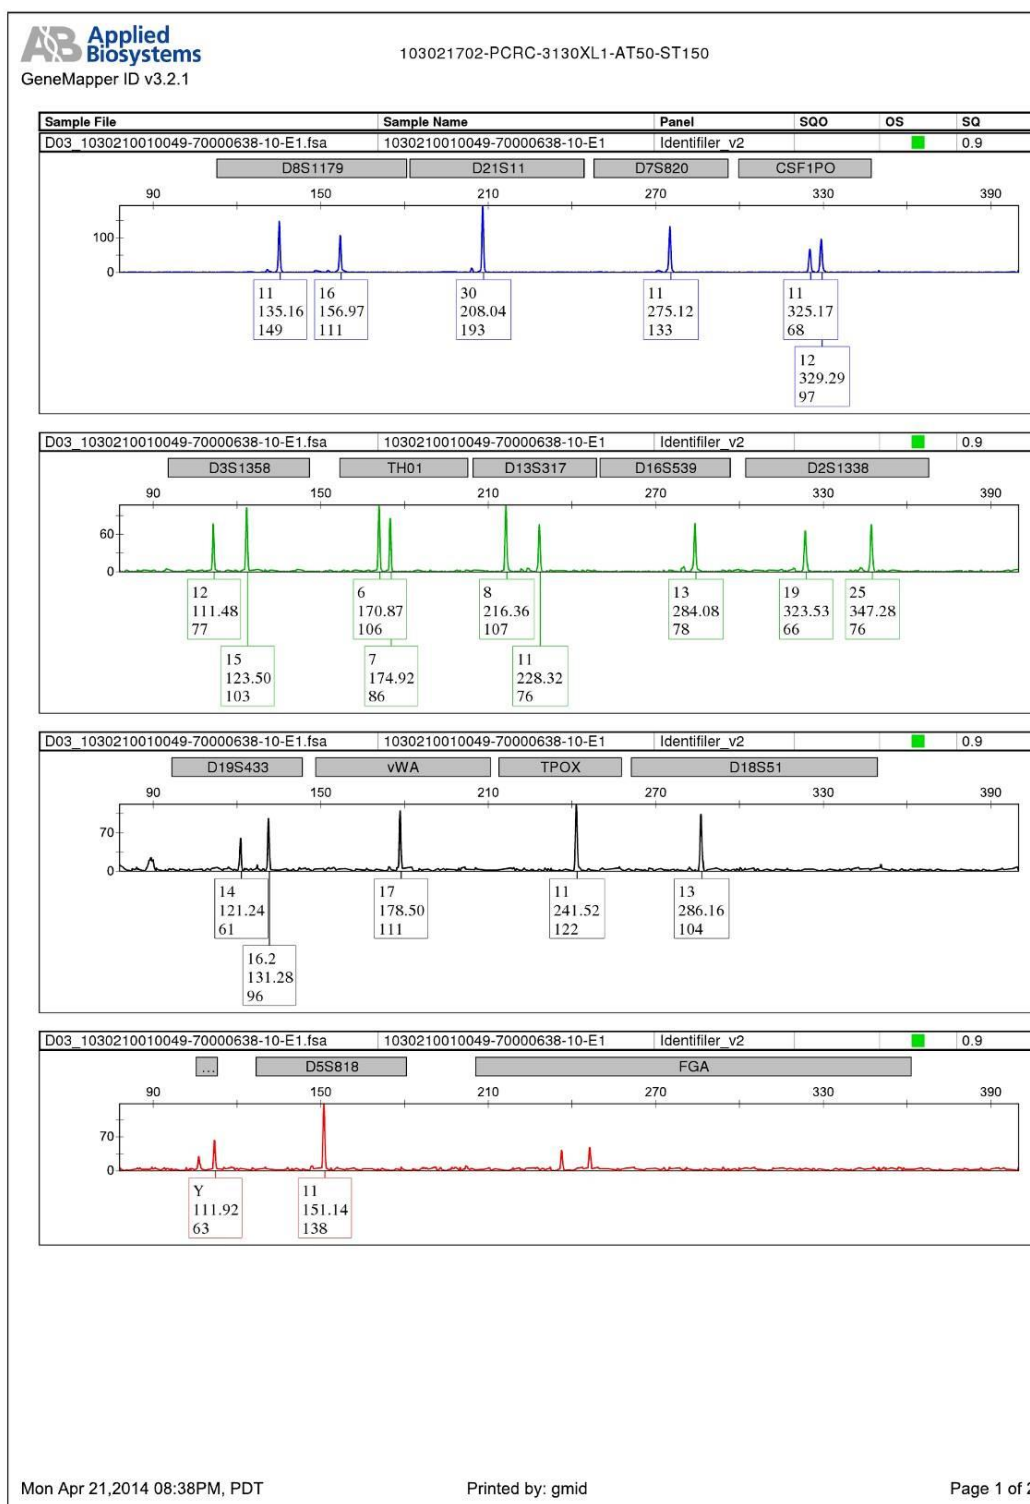 AB Applied
Biosystems
GeneMapper ID v3.2.1
103021702-PCRC-3130XL1-AT50-ST150
Sample File Sample Name Panel SQO OS SQ
D03_1030210010049-70000638-10-E1.fsa 1030210010049-70000638-10-E1 Identifiler_v2 0.9
D8S1179 D21S11 D7S820 CSF1PO
90 150 210 270 330 390
100
0
11 16 30 11 11
135.16 156.97 208.04 275.12 325.17
149 111 193 133 68
12
329.29
97
D03_1030210010049-70000638-10-E1.fsa 1030210010049-70000638-10-E1 Identifiler_v2 0.9
D3S1358 TH01 D13S317 D16S539 D2S1338
90 150 210 270 330 390
60
0
12 6 8 13 19 25
111.48 170.87 216.36 284.08 323.53 347.28
77 106 107 78 66 76
15 7 11
123.50 174.92 228.32
103 86 76
D03_1030210010049-70000638-10-E1.fsa 1030210010049-70000638-10-E1 Identifiler_v2 0.9
D19S433 vWA TPOX D18S51
90 150 210 270 330 390
70
0
14 17 11 13
121.24 178.50 241.52 286.16
61 111 122 104
16.2
131.28
96
D03_1030210010049-70000638-10-E1.fsa 1030210010049-70000638-10-E1 Identifiler_v2 0.9
... D5S818 FGA
90 150 210 270 330 390
70
0
Y 11
111.92 151.14
63 138
Mon Apr 21,2014 08:38PM, PDT Printed by: gmid Page 1 of 2